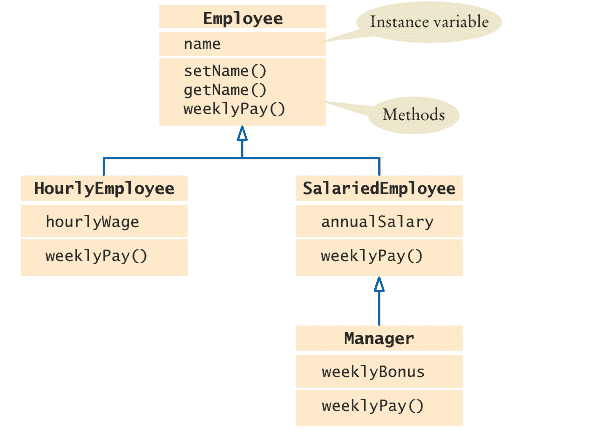 Employee
Instance variable
name
setName()
getName()
weeklyPay()
Methods
HourlyEmployee
hourlyWage
weeklyPay()
SalariedEmployee
annualSalary
weeklyPay()
Manager
weeklyBonus
weeklyPay()